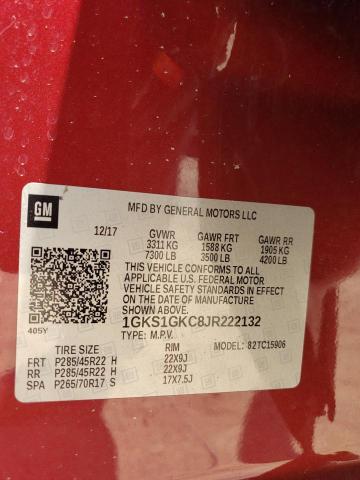 GM
MFD BY GENERAL MOTORS LLC
12/17
GVWR GAWR FRT GAWR RR
3311 KG 1588 KG 1905 KG
7300 LB 3500 LB 4200 LB
THIS VEHICLE CONFORMS TO ALL
APPLICABLE U.S. FEDERAL MOTOR
VEHICLE SAFETY STANDARDS IN
EFFECT ON THE DATE OF MANUFACTURE
SHOWN ABOVE.
405Y
1GKS1GKC8JR222132
TYPE: M.P.V.
TIRE SIZE RIM MODEL: 82TC15906
FRT P285/45R22 H 22X9J
RR P285/45R22 H 22X9J
SPA P265/70R17 S 17X7.5J